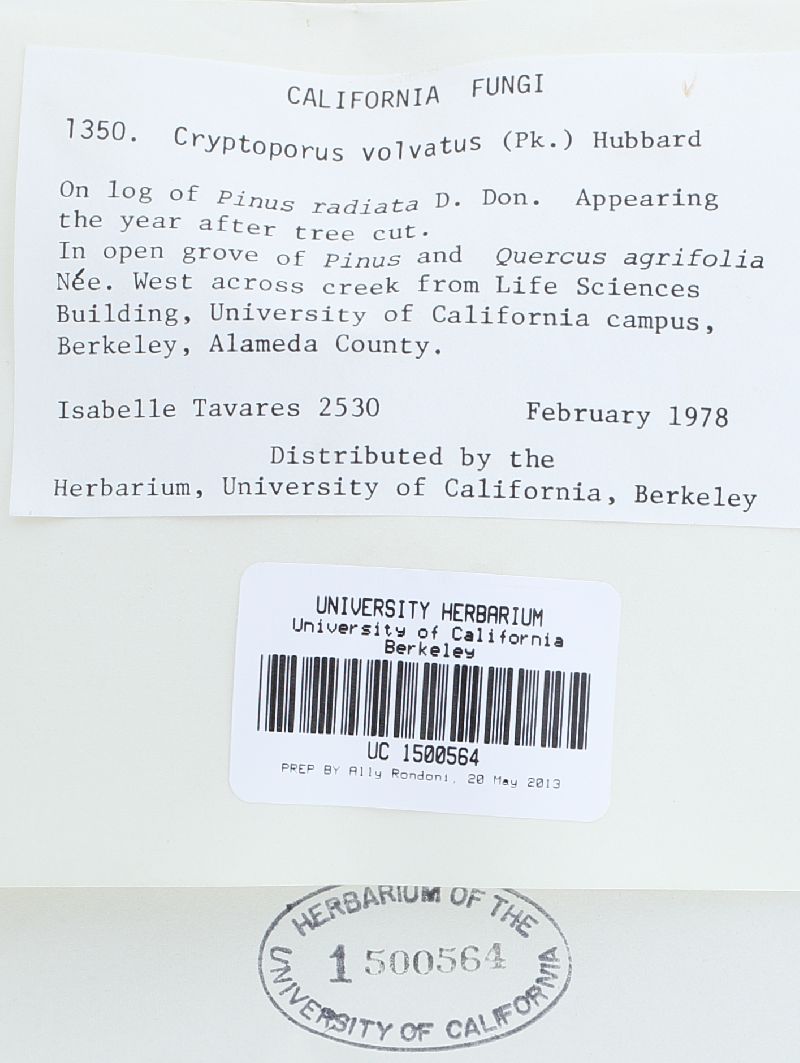 CALIFORNIA FUNGI
1350. Cryptoporus volvatus (Pk.) Hubbard
On log of Pinus radiata D. Don. Appearing
the year after tree cut.
In open grove of Pinus and Quercus agrifolia
Née. West across creek from Life Sciences
Building, University of California campus,
Berkeley, Alameda County.
Isabelle Tavares 2530 February 1978
Distributed by the
Herbarium, University of California, Berkeley
UNIVERSITY HERBARIUM
University of California
Berkeley
UC 1500564
PREP BY Ally Rondoni, 20 May 2013
HERBARIUM OF THE
1 500564
UNIVERSITY OF CALIFORNIA